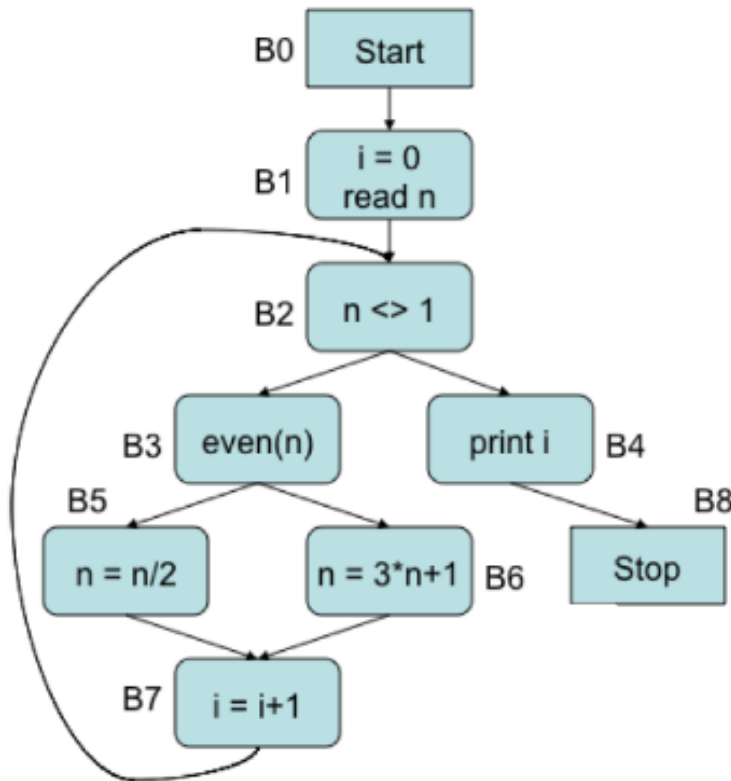 B0
Start
B1
i = 0
read n
B2
n <> 1
B3
even(n)
print i
B4
B5
B8
n = n/2
n = 3*n+1
B6
Stop
B7
i = i+1